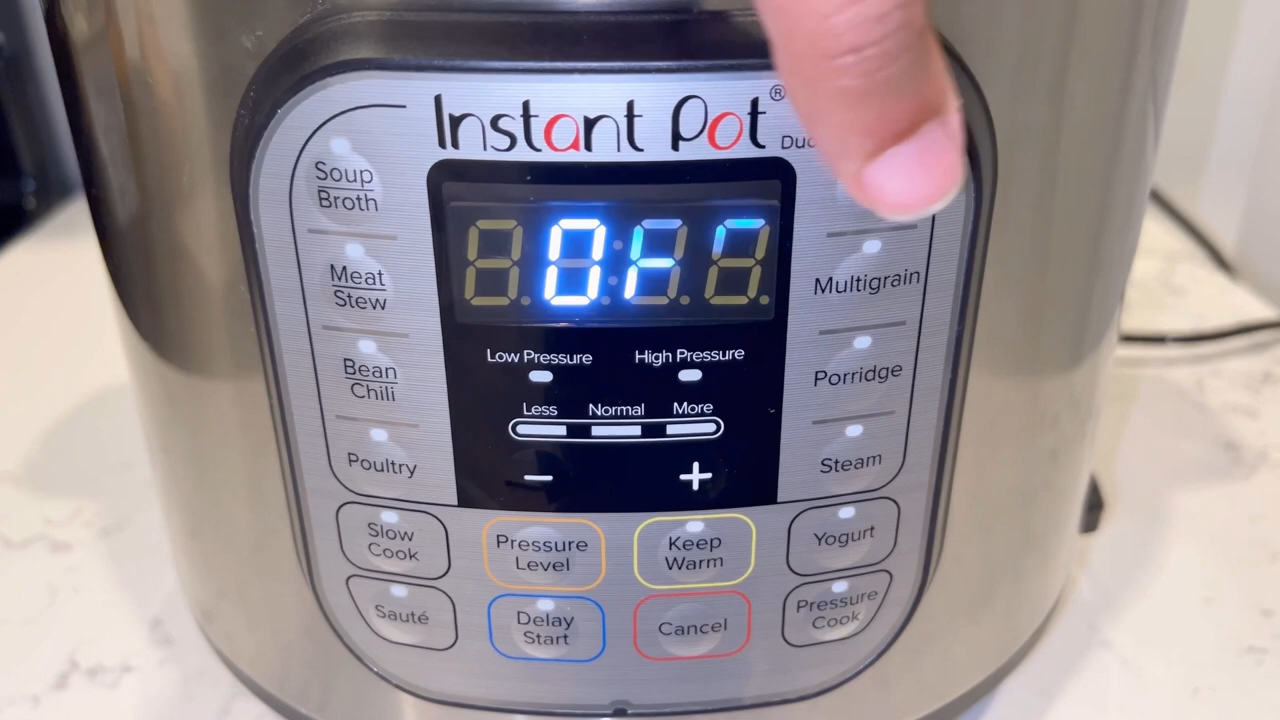 Instant Pot®
Soup
Broth
Meat
Stew
Bean
Chili
Poultry
Multigrain
Porridge
Steam
Low Pressure
High Pressure
Less
Normal
More
−
+
Slow
Cook
Pressure
Level
Keep
Warm
Yogurt
Sauté
Delay
Start
Cancel
Pressure
Cook